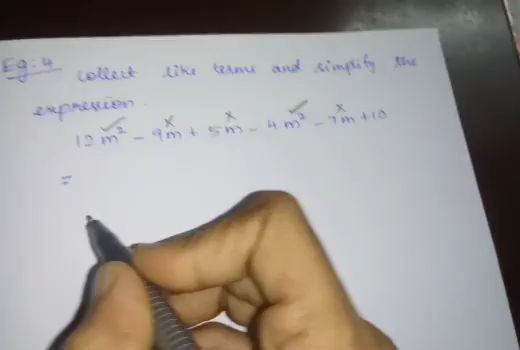 Eg:4 collect like terms and simplify the
expression.
12m² - 9m + 5m - 4m² - 7m + 10
=